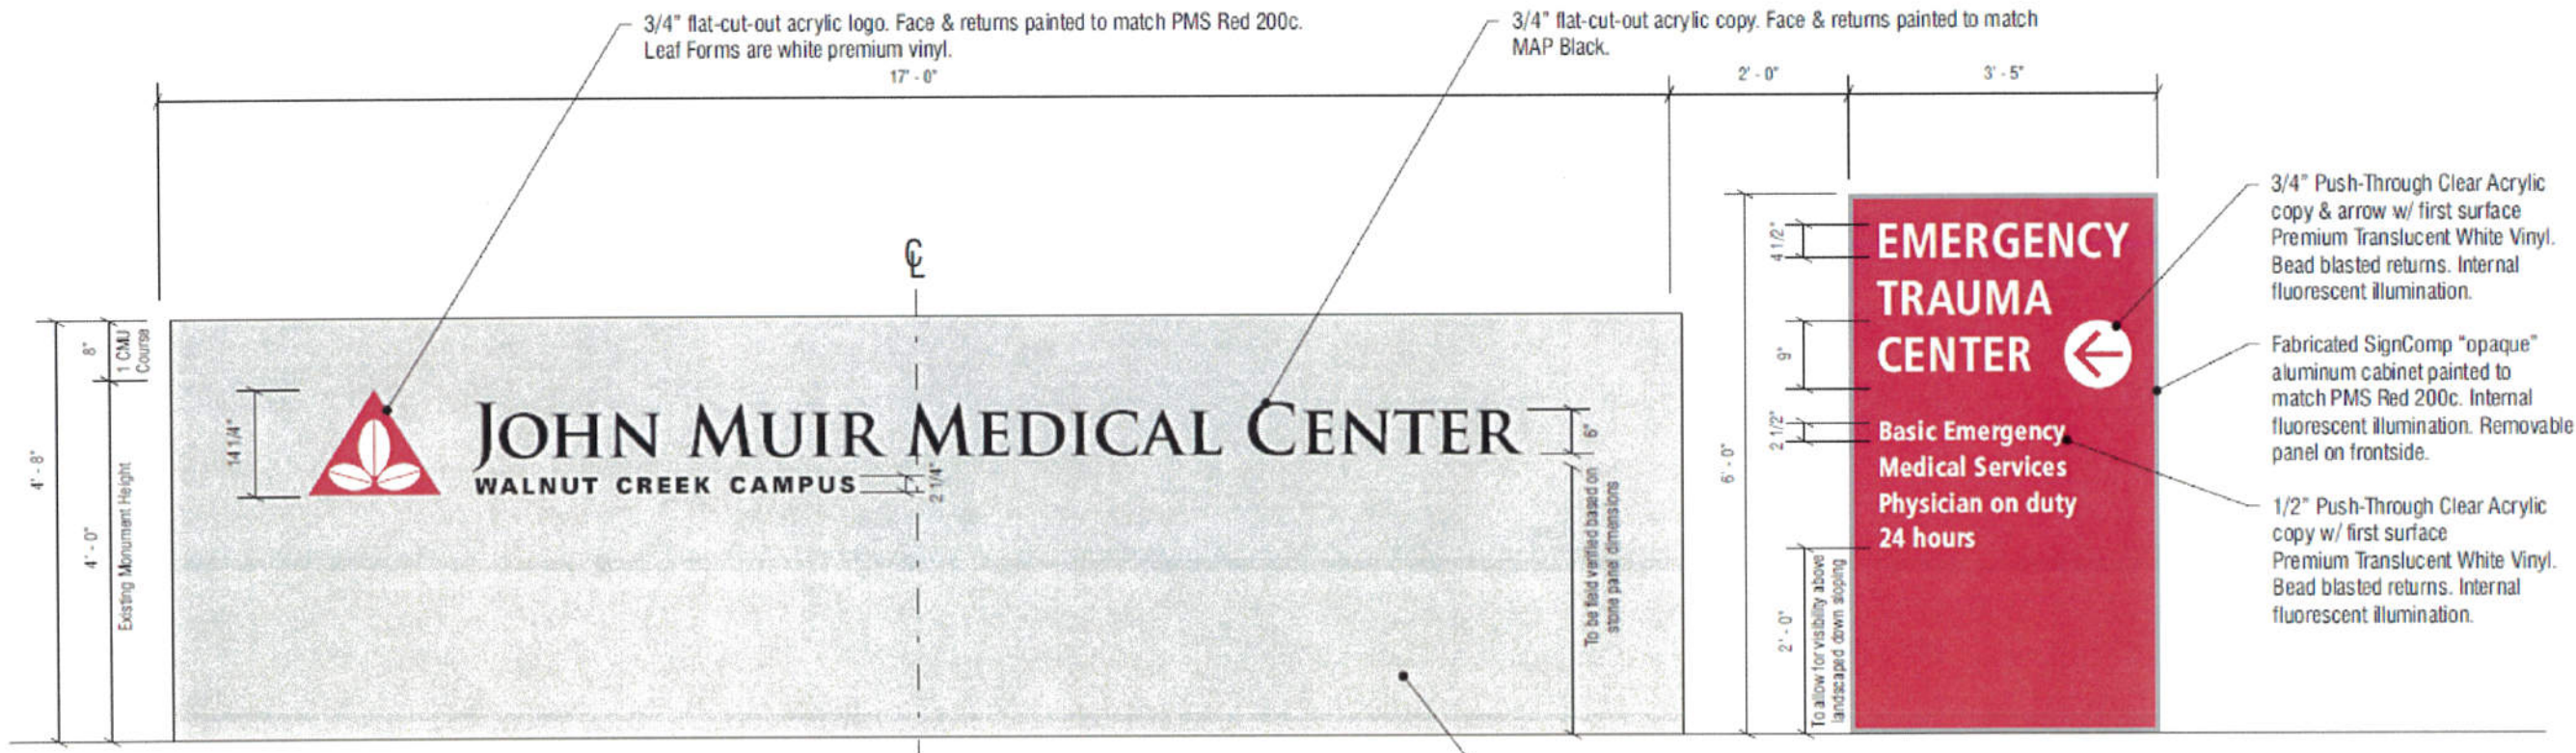 3/4" flat-cut-out acrylic logo. Face & returns painted to match PMS Red 200c.
Leaf Forms are white premium vinyl.
3/4" flat-cut-out acrylic copy. Face & returns painted to match
MAP Black.
17' - 0"
2' - 0"
3' - 5"
3/4" Push-Through Clear Acrylic
copy & arrow w/ first surface
Premium Translucent White Vinyl.
Bead blasted returns. Internal
fluorescent illumination.
Fabricated SignComp "opaque"
aluminum cabinet painted to
match PMS Red 200c. Internal
fluorescent illumination. Removable
panel on frontside.
1/2" Push-Through Clear Acrylic
copy w/ first surface
Premium Translucent White Vinyl.
Bead blasted returns. Internal
fluorescent illumination.
℄
4' - 8"
8"
1 CMU
Course
4' - 0"
Existing Monument Height
14 1/4"
JOHN MUIR MEDICAL CENTER
WALNUT CREEK CAMPUS
2 1/4"
6"
To be field verified based on
stone panel dimensions
6' - 0"
4 1/2"
9"
2 1/2"
2' - 0"
To allow for visibility above
landscaped down sloping
EMERGENCY
TRAUMA
CENTER
Basic Emergency
Medical Services
Physician on duty
24 hours